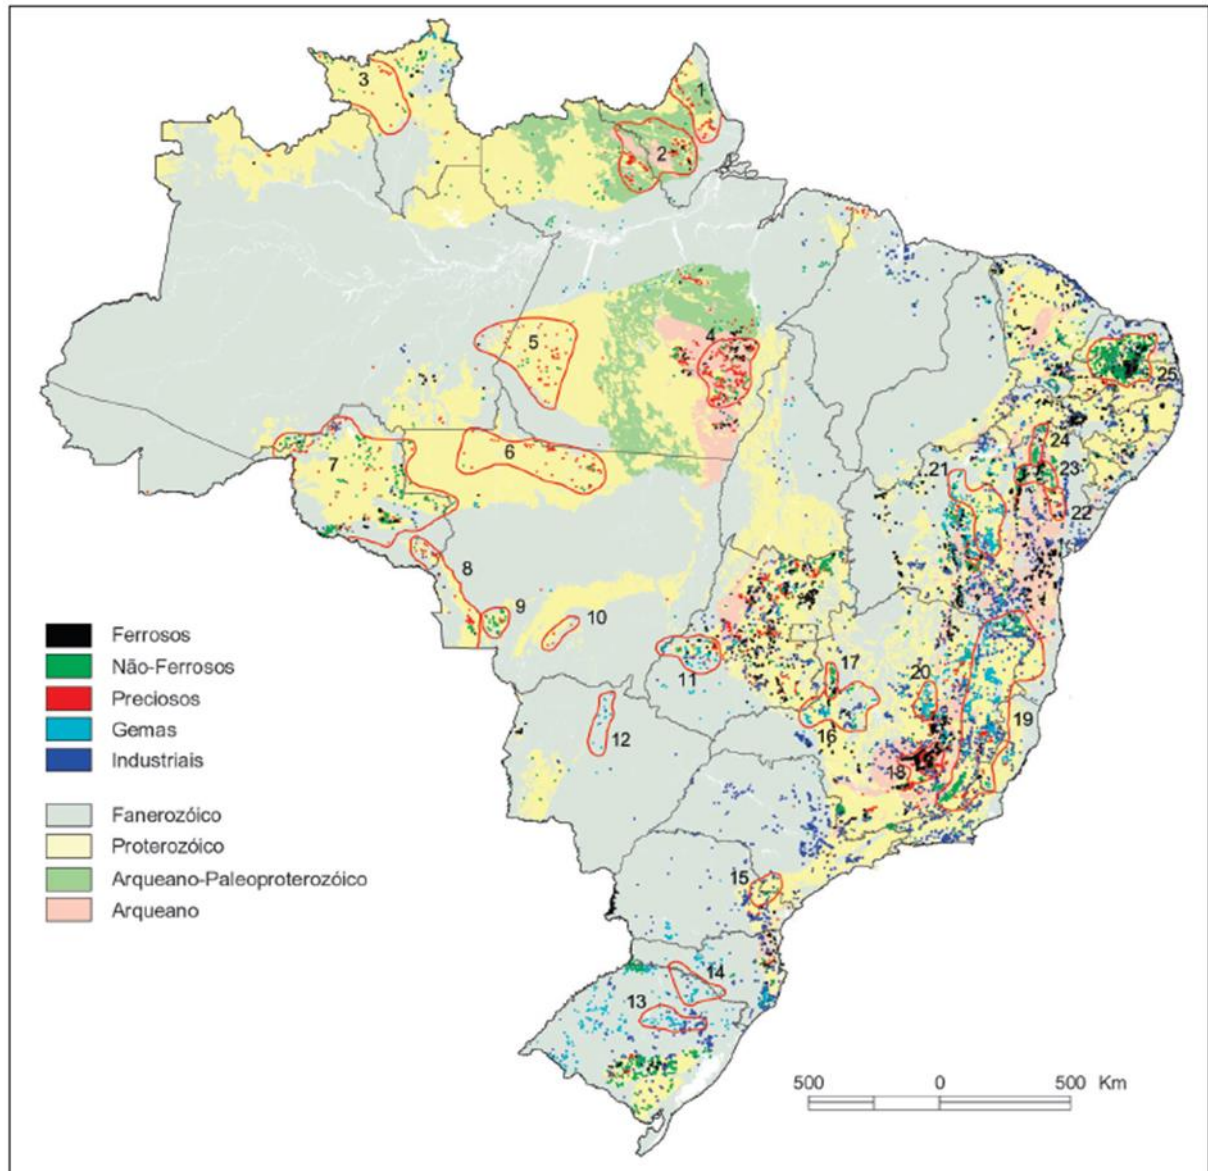 1
3
2
4
5
25
6
24
7
21
23
22
8
9
10
17
11
20
16
19
12
18
15
14
13
Ferrosos
Não-Ferrosos
Preciosos
Gemas
Industriais
Fanerozóico
Proterozóico
Arqueano-Paleoproterozóico
Arqueano
500 0 500 Km